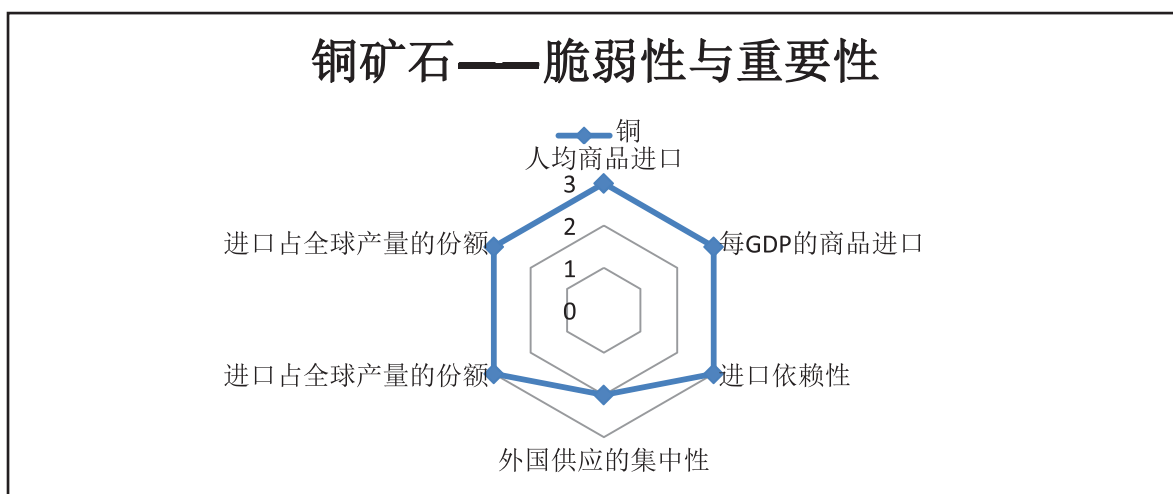 铜矿石——脆弱性与重要性
铜
人均商品进口
3
2
1
0
进口占全球产量的份额
每GDP的商品进口
进口占全球产量的份额
进口依赖性
外国供应的集中性